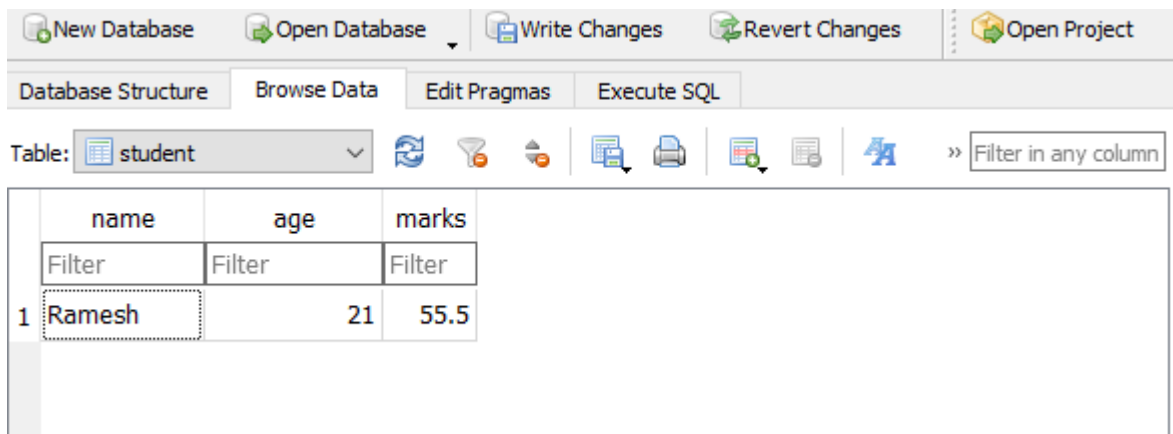 New Database Open Database Write Changes Revert Changes Open Project
Database Structure Browse Data Edit Pragmas Execute SQL
Table: student » Filter in any column
name age marks
Filter Filter Filter
1 Ramesh 21 55.5